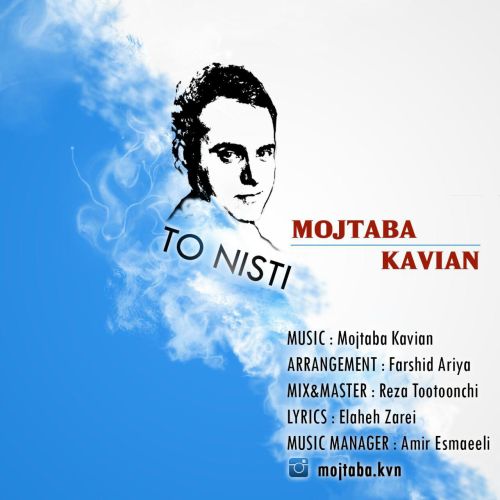 TO NISTI
MOJTABA
KAVIAN
MUSIC : Mojtaba Kavian
ARRANGEMENT : Farshid Ariya
MIX&MASTER : Reza Tootoonchi
LYRICS : Elaheh Zarei
MUSIC MANAGER : Amir Esmaeeli
mojtaba.kvn